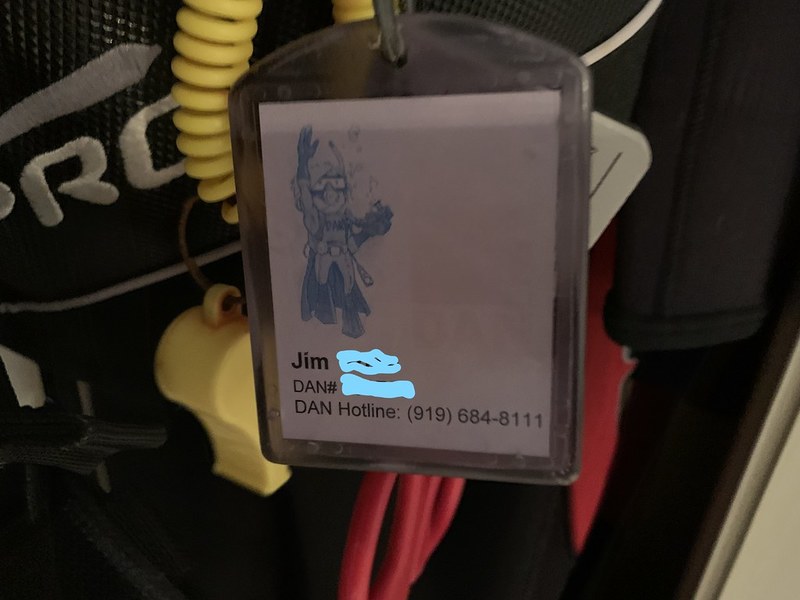 Jim
DAN#
DAN Hotline: (919) 684-8111